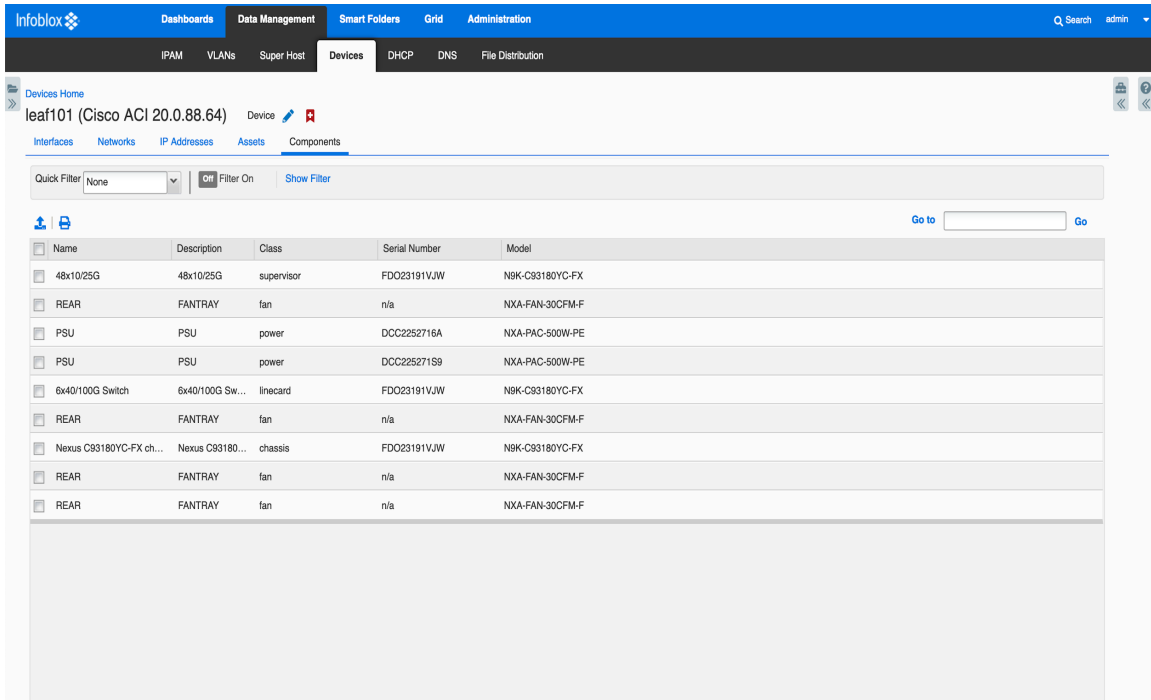 Infoblox Dashboards Data Management Smart Folders Grid Administration Search admin
IPAM VLANs Super Host Devices DHCP DNS File Distribution
Devices Home
leaf101 (Cisco ACI 20.0.88.64) Device
Interfaces Networks IP Addresses Assets Components
Quick Filter None Off Filter On Show Filter
Go to Go
Name Description Class Serial Number Model
48x10/25G 48x10/25G supervisor FDO23191VJW N9K-C93180YC-FX
REAR FANTRAY fan n/a NXA-FAN-30CFM-F
PSU PSU power DCC2252716A NXA-PAC-500W-PE
PSU PSU power DCC225271S9 NXA-PAC-500W-PE
6x40/100G Switch 6x40/100G Sw... linecard FDO23191VJW N9K-C93180YC-FX
REAR FANTRAY fan n/a NXA-FAN-30CFM-F
Nexus C93180YC-FX ch... Nexus C93180... chassis FDO23191VJW N9K-C93180YC-FX
REAR FANTRAY fan n/a NXA-FAN-30CFM-F
REAR FANTRAY fan n/a NXA-FAN-30CFM-F